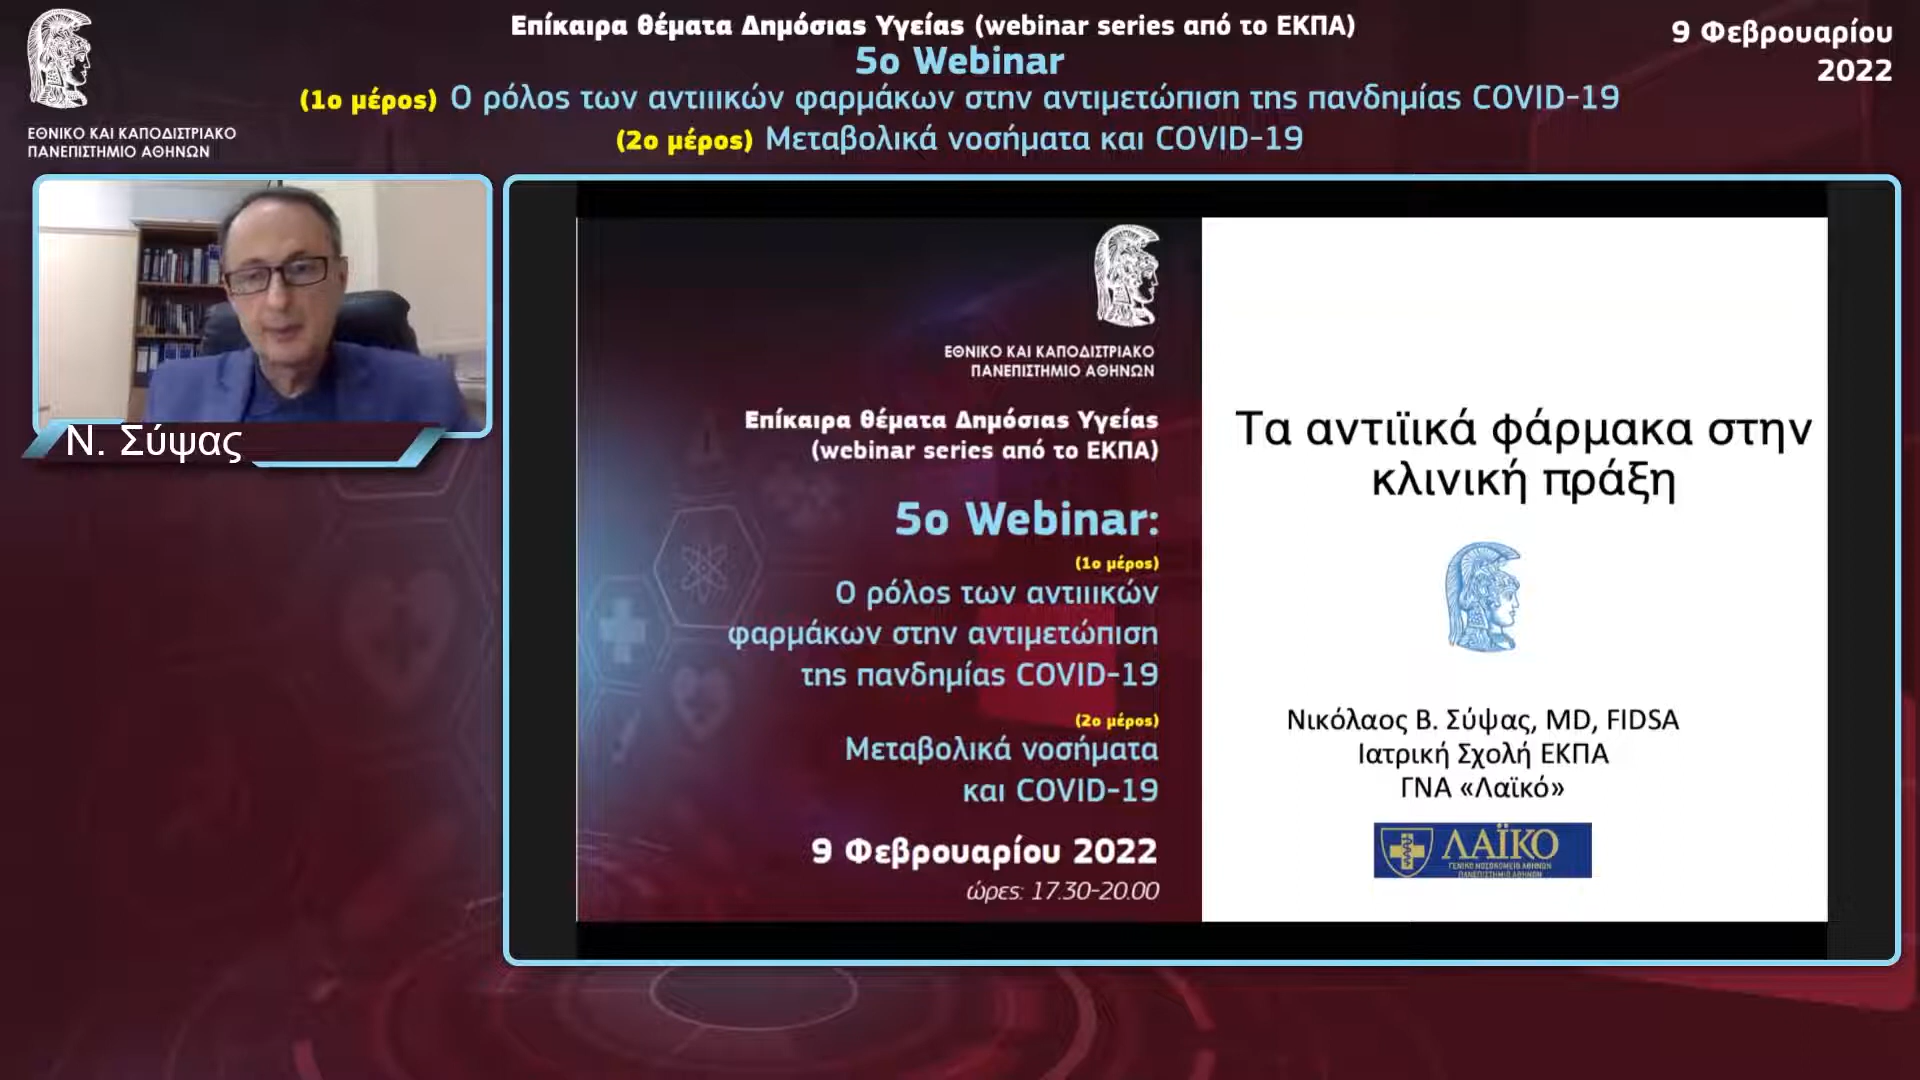 Επίκαιρα θέματα Δημόσιας Υγείας (webinar series από το ΕΚΠΑ)
5ο Webinar
(1ο μέρος) Ο ρόλος των αντιιικών φαρμάκων στην αντιμετώπιση της πανδημίας COVID-19
(2ο μέρος) Μεταβολικά νοσήματα και COVID-19
9 Φεβρουαρίου
2022
ΕΘΝΙΚΟ ΚΑΙ ΚΑΠΟΔΙΣΤΡΙΑΚΟ
ΠΑΝΕΠΙΣΤΗΜΙΟ ΑΘΗΝΩΝ
Ν. Σύψας
ΕΘΝΙΚΟ ΚΑΙ ΚΑΠΟΔΙΣΤΡΙΑΚΟ
ΠΑΝΕΠΙΣΤΗΜΙΟ ΑΘΗΝΩΝ
Επίκαιρα θέματα Δημόσιας Υγείας
(webinar series από το ΕΚΠΑ)
5ο Webinar:
(1ο μέρος)
Ο ρόλος των αντιιικών
φαρμάκων στην αντιμετώπιση
της πανδημίας COVID-19
(2ο μέρος)
Μεταβολικά νοσήματα
και COVID-19
9 Φεβρουαρίου 2022
ώρες: 17.30-20.00
Τα αντιϊικά φάρμακα στην
κλινική πράξη
Νικόλαος Β. Σύψας, MD, FIDSA
Ιατρική Σχολή ΕΚΠΑ
ΓΝΑ «Λαϊκό»
ΛΑΪΚΟ
ΓΕΝΙΚΟ ΝΟΣΟΚΟΜΕΙΟ ΑΘΗΝΩΝ
ΠΑΝΕΠΙΣΤΗΜΙΟ ΑΘΗΝΩΝ